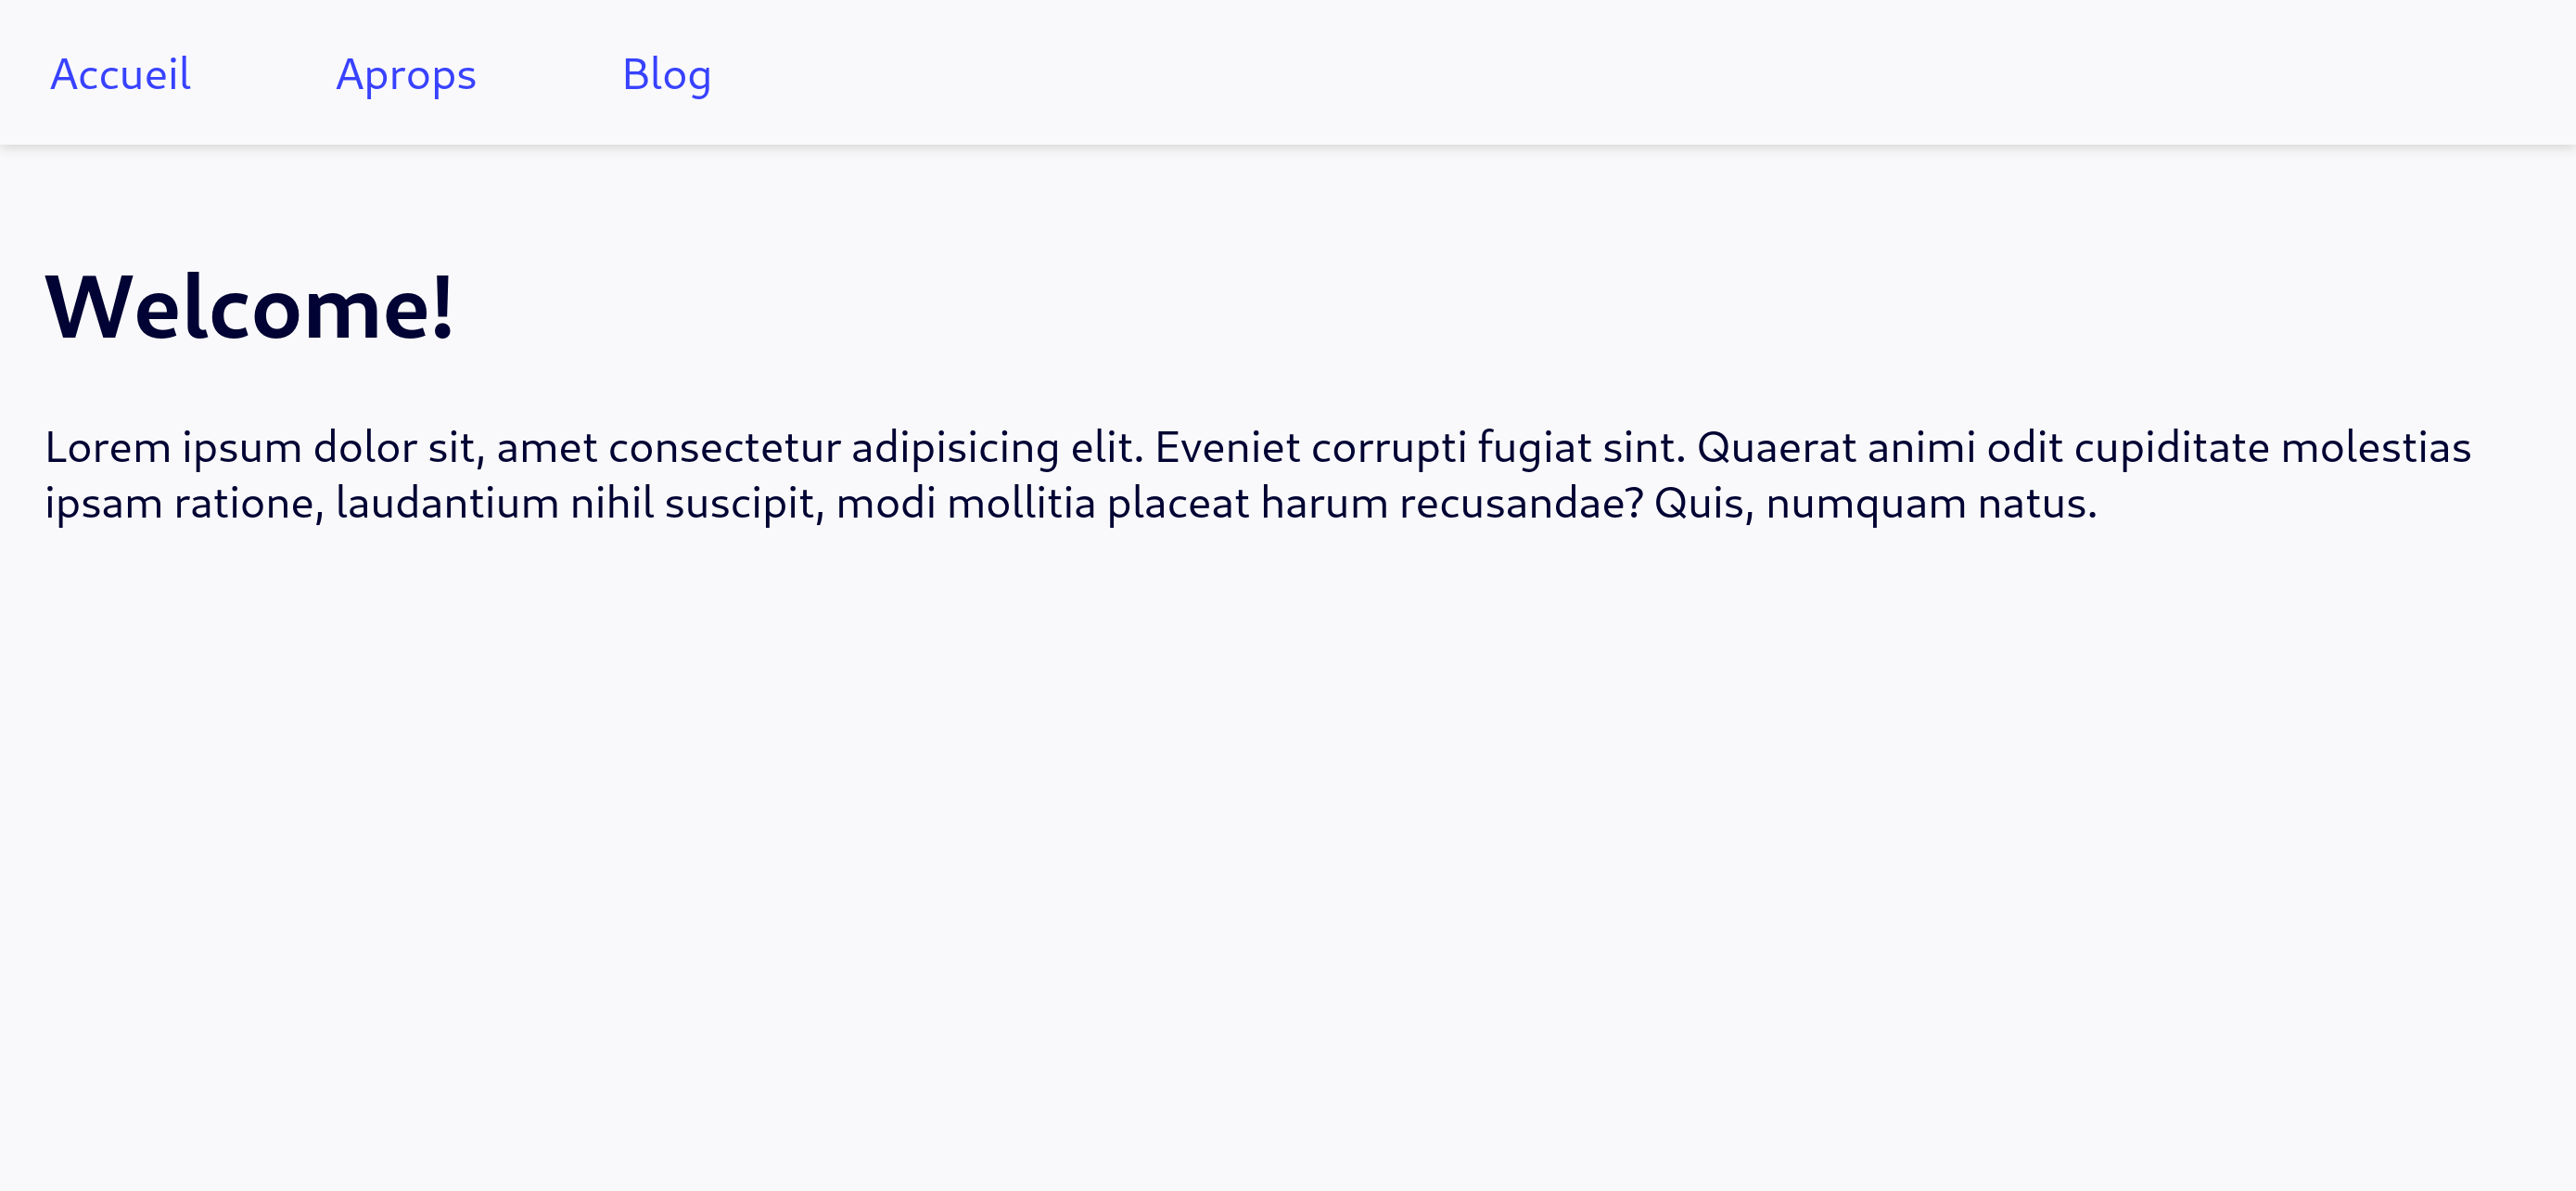 Accueil Aprops Blog
Welcome!
Lorem ipsum dolor sit, amet consectetur adipisicing elit. Eveniet corrupti fugiat sint. Quaerat animi odit cupiditate molestias
ipsam ratione, laudantium nihil suscipit, modi mollitia placeat harum recusandae? Quis, numquam natus.